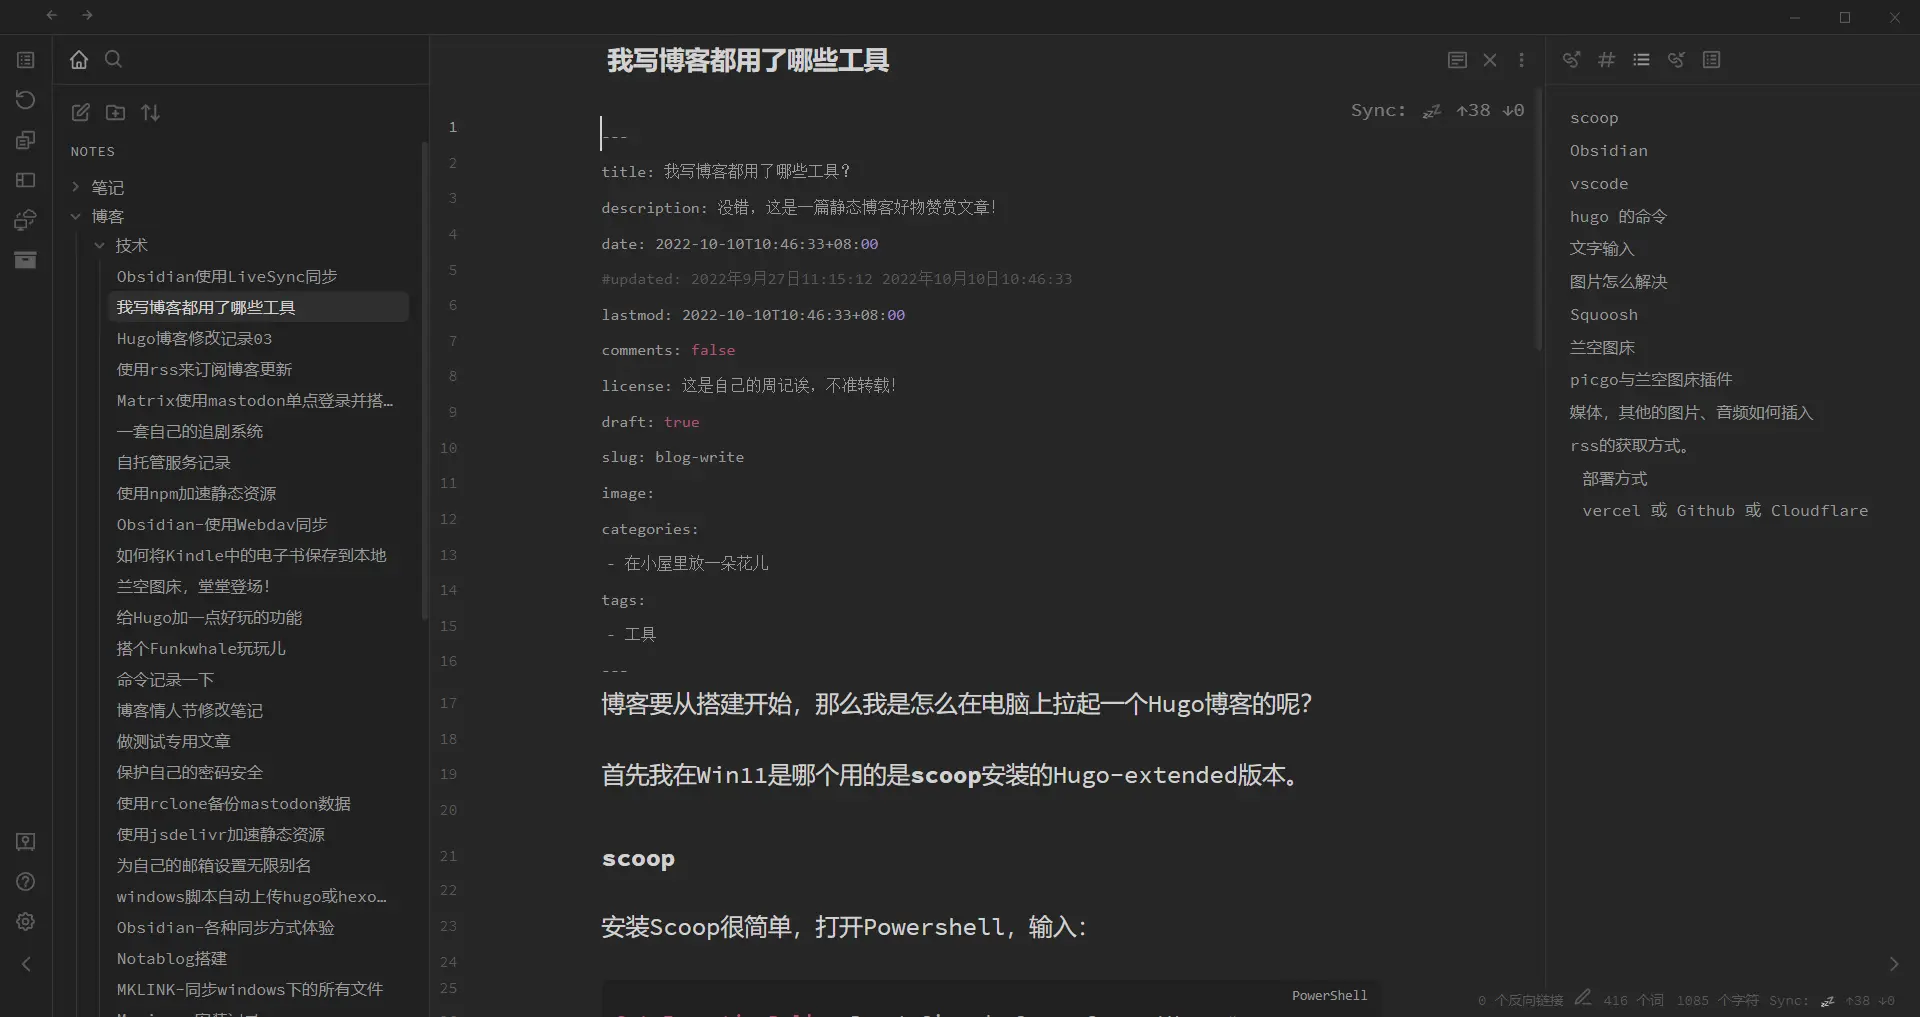 我写博客都用了哪些工具
NOTES
笔记
博客
技术
Obsidian使用LiveSync同步
我写博客都用了哪些工具
Hugo博客修改记录03
使用rss来订阅博客更新
Matrix使用mastodon单点登录并搭…
一套自己的追剧系统
自托管服务记录
使用npm加速静态资源
Obsidian-使用Webdav同步
如何将Kindle中的电子书保存到本地
兰空图床，堂堂登场！
给Hugo加一点好玩的功能
搭个Funkwhale玩玩儿
命令记录一下
博客情人节修改笔记
做测试专用文章
保护自己的密码安全
使用rclone备份mastodon数据
使用jsdelivr加速静态资源
为自己的邮箱设置无限别名
windows脚本自动上传hugo或hexo…
Obsidian-各种同步方式体验
Notablog搭建
MKLINK-同步windows下的所有文件
Sync: 💤 ↑38 ↓0
1 ---
2 title: 我写博客都用了哪些工具？
3 description: 没错，这是一篇静态博客好物赞赏文章！
4 date: 2022-10-10T10:46:33+08:00
5 #updated: 2022年9月27日11:15:12 2022年10月10日10:46:33
6 lastmod: 2022-10-10T10:46:33+08:00
7 comments: false
8 license: 这是自己的周记诶，不准转载！
9 draft: true
10 slug: blog-write
11 image:
12 categories:
13 - 在小屋里放一朵花儿
14 tags:
15 - 工具
16 ---
17 博客要从搭建开始，那么我是怎么在电脑上拉起一个Hugo博客的呢？
18
19 首先我在Win11是哪个用的是scoop安装的Hugo-extended版本。
20
21 scoop
22
23 安装Scoop很简单，打开Powershell，输入：
24
25
PowerShell
scoop
Obsidian
vscode
hugo 的命令
文字输入
图片怎么解决
Squoosh
兰空图床
picgo与兰空图床插件
媒体，其他的图片、音频如何插入
rss的获取方式。
部署方式
vercel 或 Github 或 Cloudflare
0 个反向链接 416 个词 1085 个字符 Sync: 💤 ↑38 ↓0